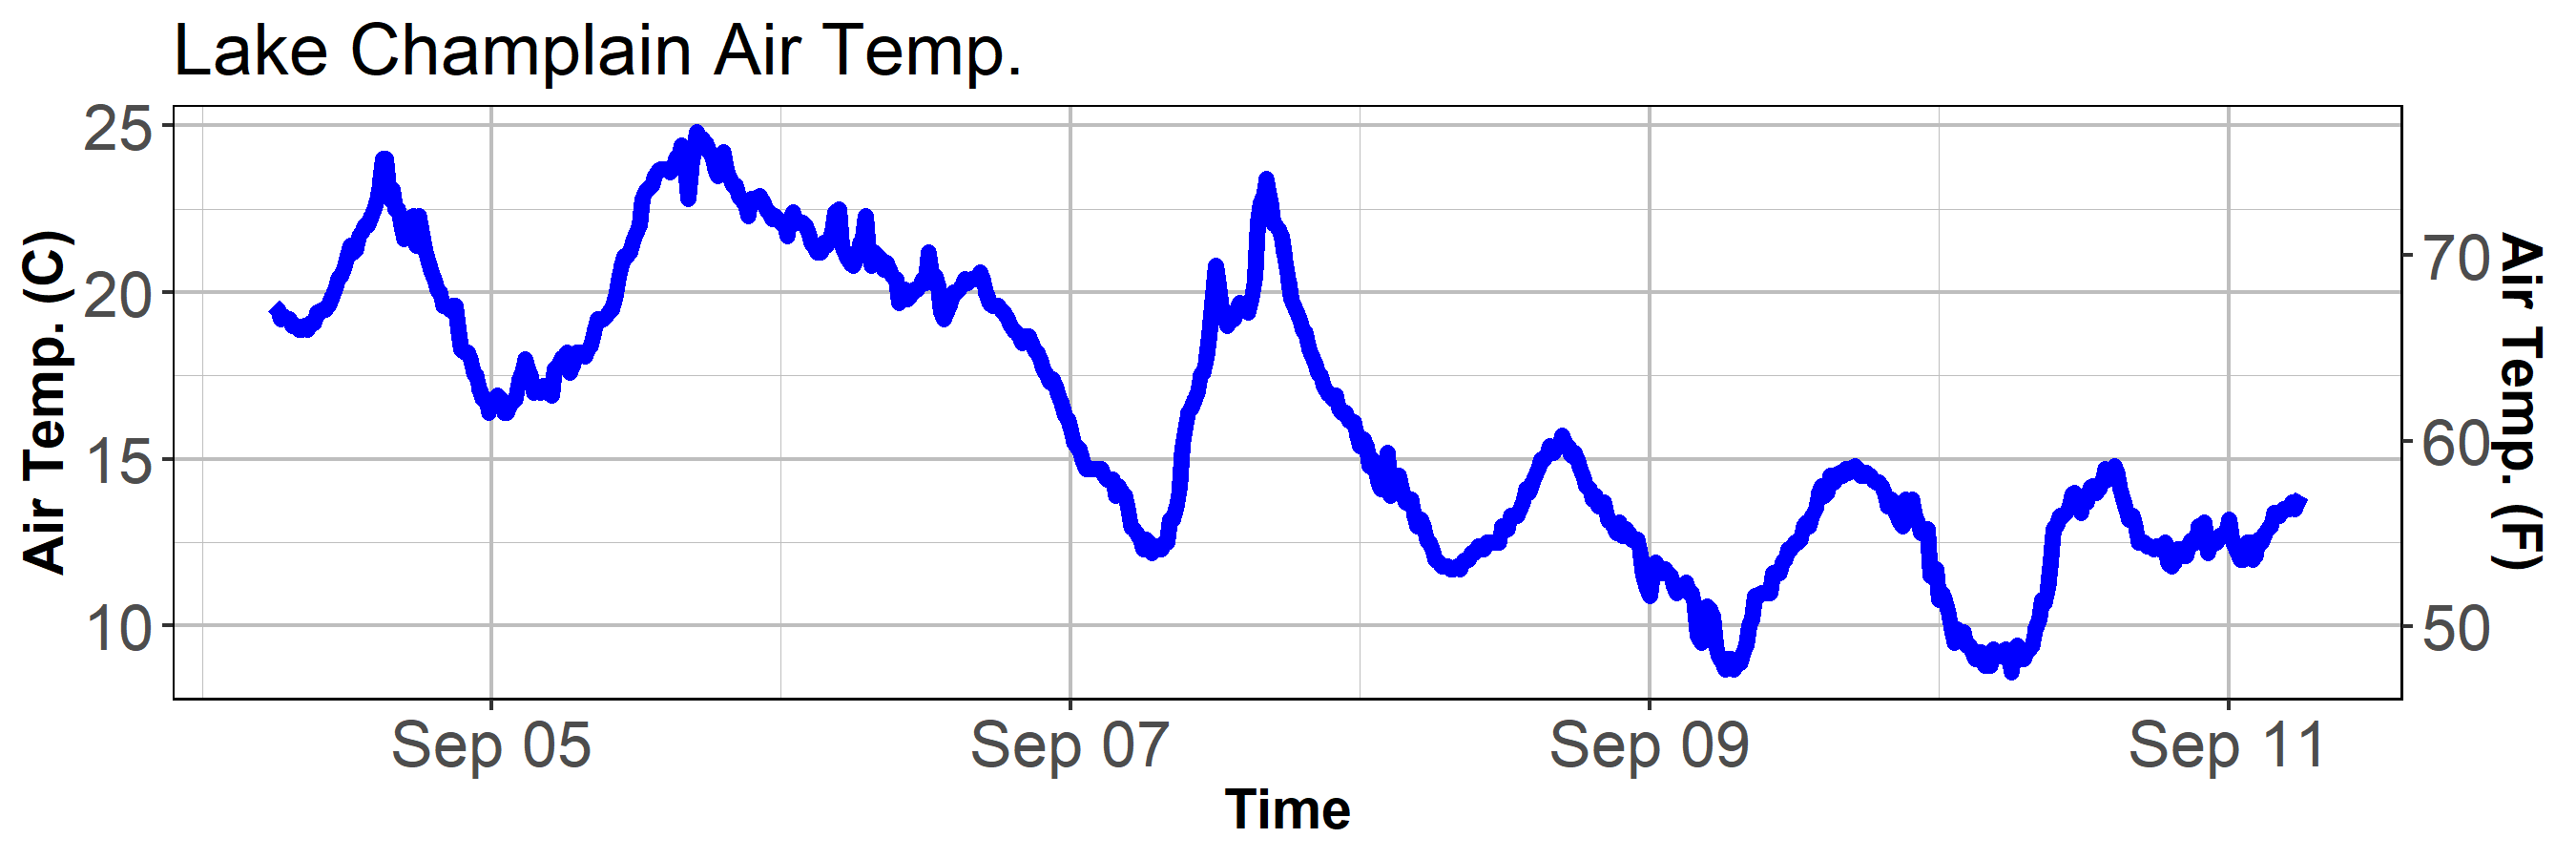 Lake Champlain Air Temp.
Air Temp. (C)
25
20
15
10
70
60
50
Air Temp. (F)
Sep 05 Sep 07 Sep 09 Sep 11
Time